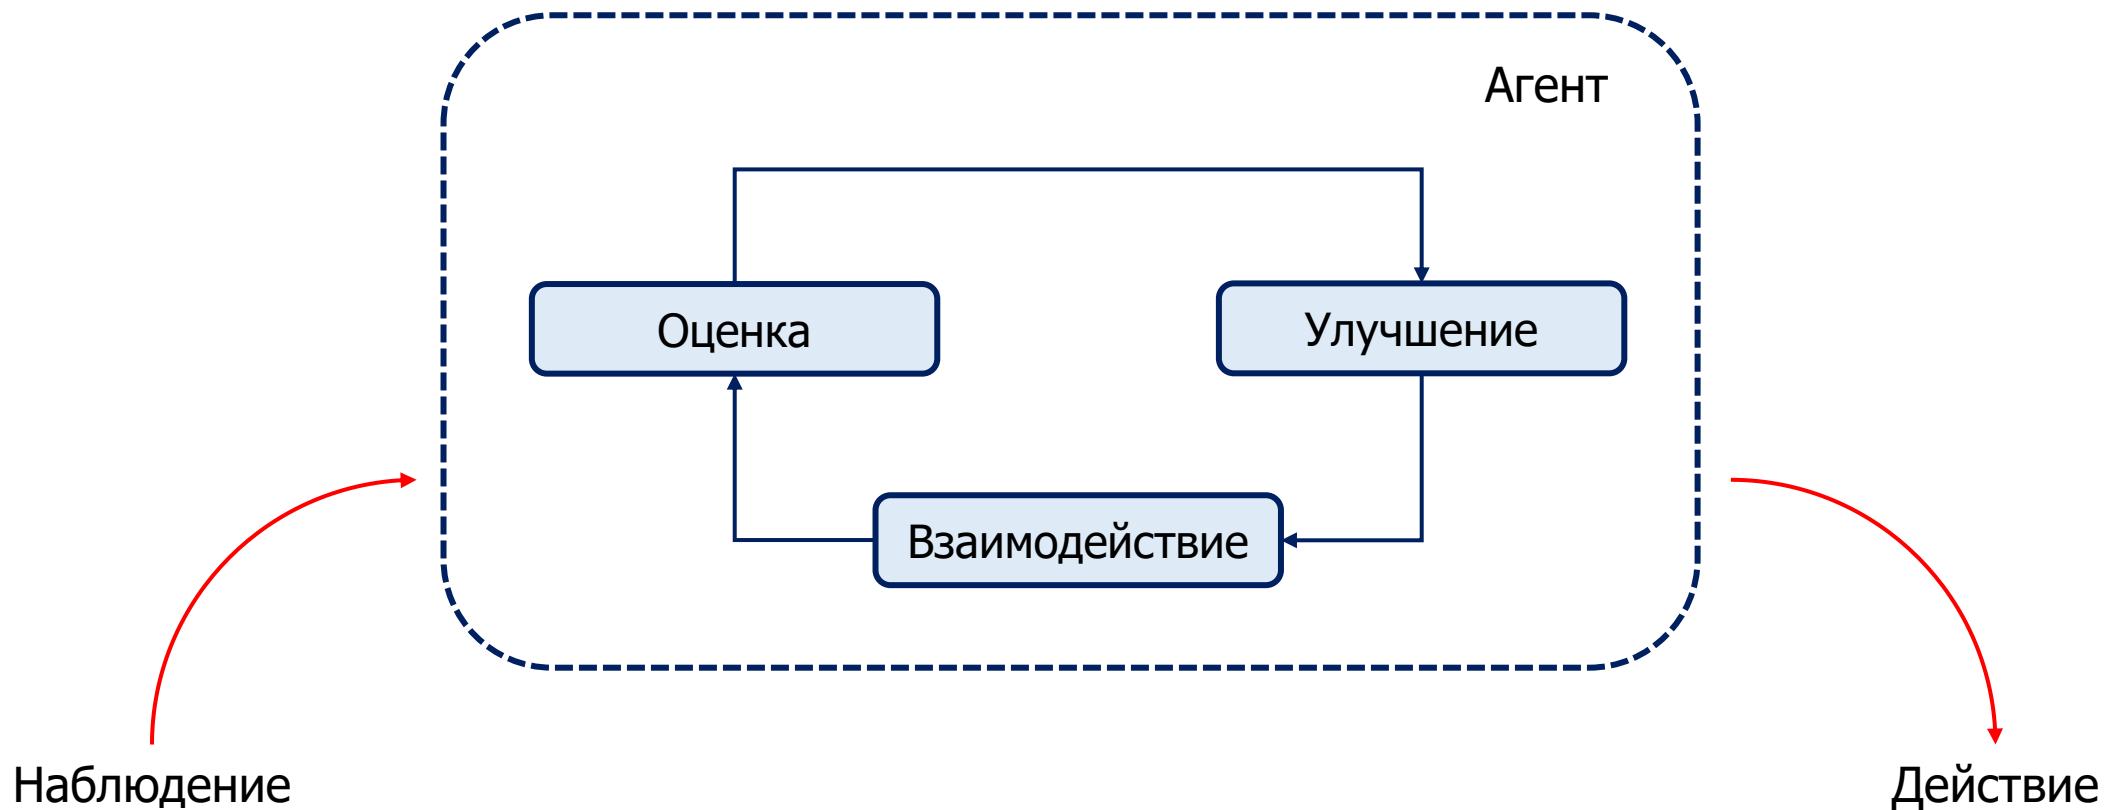 Агент
Оценка
Улучшение
Взаимодействие
Наблюдение
Действие